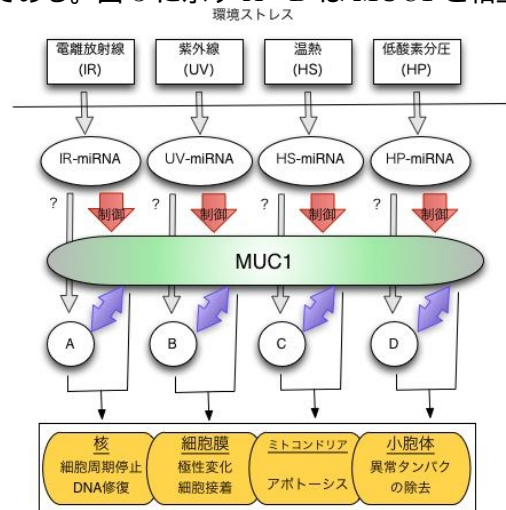 環境ストレス
電離放射線
(IR)
紫外線
(UV)
温熱
(HS)
低酸素分圧
(HP)
IR-miRNA
UV-miRNA
HS-miRNA
HP-miRNA
?
制御
?
制御
?
制御
?
制御
MUC1
A
B
C
D
核
細胞周期停止
DNA修復
細胞膜
極性変化
細胞接着
ミトコンドリア
アポトーシス
小胞体
異常タンパク
の除去